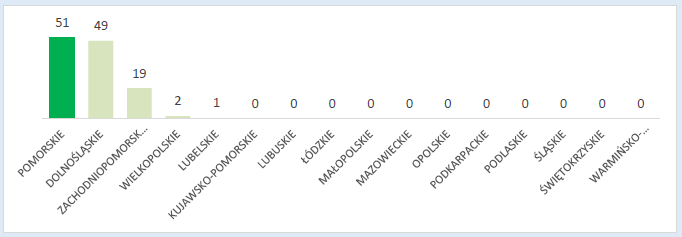 51
49
19
2
1
0
0
0
0
0
0
0
0
0
0
0
POMORSKIE
DOLNOŚLĄSKIE
ZACHODNIOPOMORSK...
WIELKOPOLSKIE
LUBELSKIE
KUJAWSKO-POMORSKIE
LUBUSKIE
ŁÓDZKIE
MAŁOPOLSKIE
MAZOWIECKIE
OPOLSKIE
PODKARPACKIE
PODLASKIE
ŚLĄSKIE
ŚWIĘTOKRZYSKIE
WARMIŃSKO-...